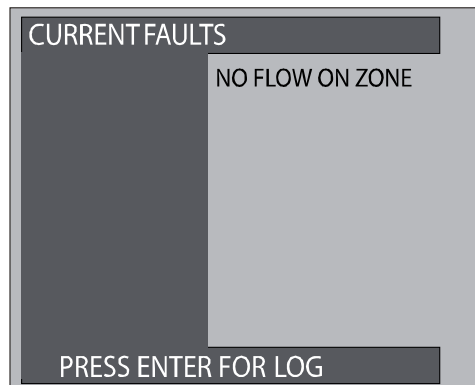 CURRENT FAULTS
NO FLOW ON ZONE
PRESS ENTER FOR LOG